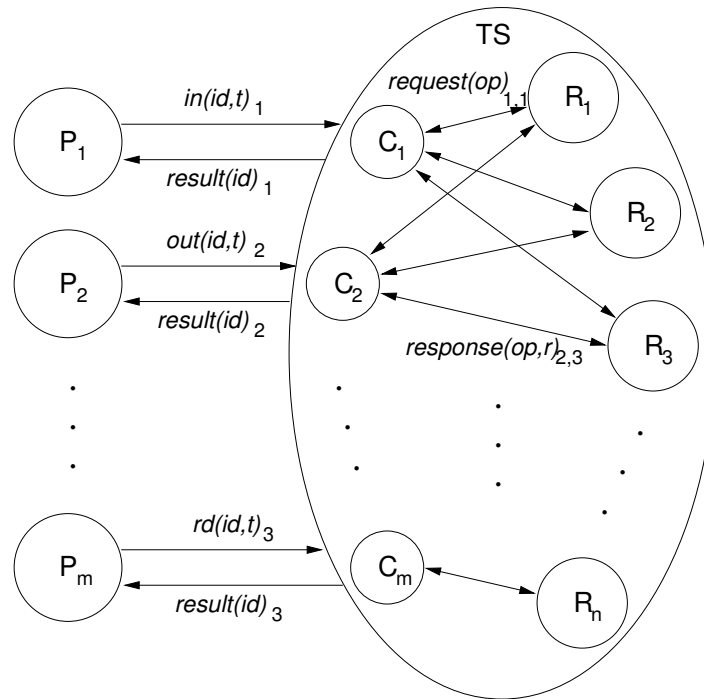 TS
in(id,t)₁
request(op)₁,₁
R₁
P₁
C₁
result(id)₁
R₂
out(id,t)₂
P₂
C₂
result(id)₂
response(op,r)₂,₃
R₃
rd(id,t)₃
Pₘ
Cₘ
result(id)₃
Rₙ